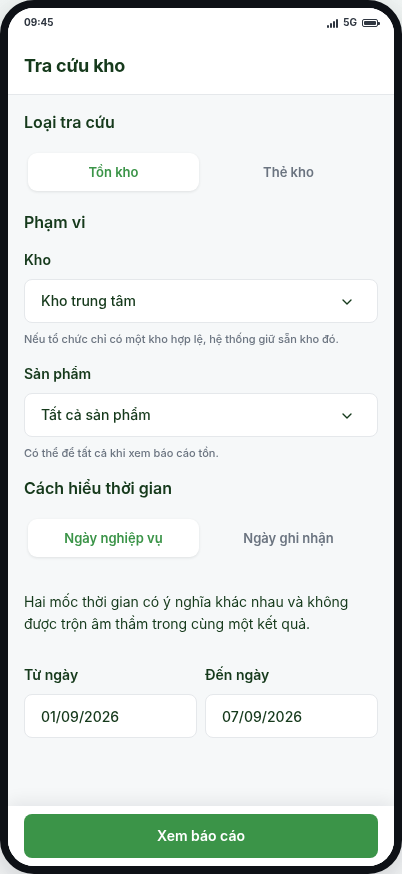 09:45
5G
Tra cứu kho
Loại tra cứu
Tồn kho
Thẻ kho
Phạm vi
Kho
Kho trung tâm
Nếu tổ chức chỉ có một kho hợp lệ, hệ thống giữ sẵn kho đó.
Sản phẩm
Tất cả sản phẩm
Có thể để tất cả khi xem báo cáo tồn.
Cách hiểu thời gian
Ngày nghiệp vụ
Ngày ghi nhận
Hai mốc thời gian có ý nghĩa khác nhau và không
được trộn âm thầm trong cùng một kết quả.
Từ ngày
Đến ngày
01/09/2026
07/09/2026
Xem báo cáo